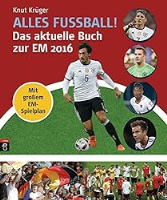 Knut Krüger
ALLES FUSSBALL!
Das aktuelle Buch
zur EM 2016
Mit
großem
EM-
Spielplan